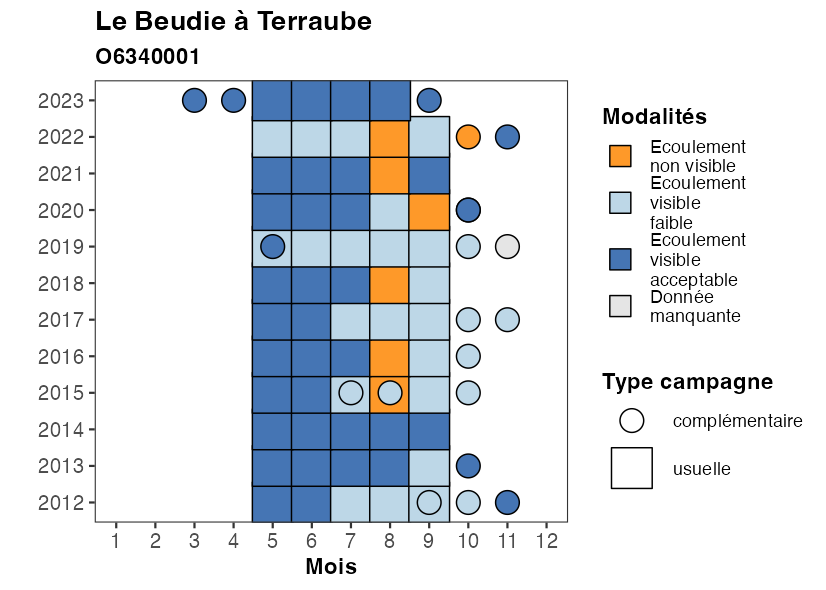 Le Beudie à Terraube
O6340001
2023
2022
2021
2020
2019
2018
2017
2016
2015
2014
2013
2012
1 2 3 4 5 6 7 8 9 10 11 12
Mois
Modalités
Ecoulement
non visible
Ecoulement
visible
faible
Ecoulement
visible
acceptable
Donnée
manquante
Type campagne
complémentaire
usuelle